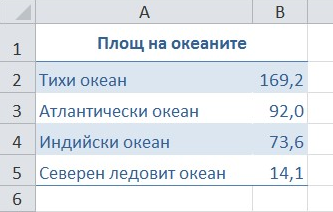 A B
1 Площ на океаните
2 Тихи океан 169,2
3 Атлантически океан 92,0
4 Индийски океан 73,6
5 Северен ледовит океан 14,1
6